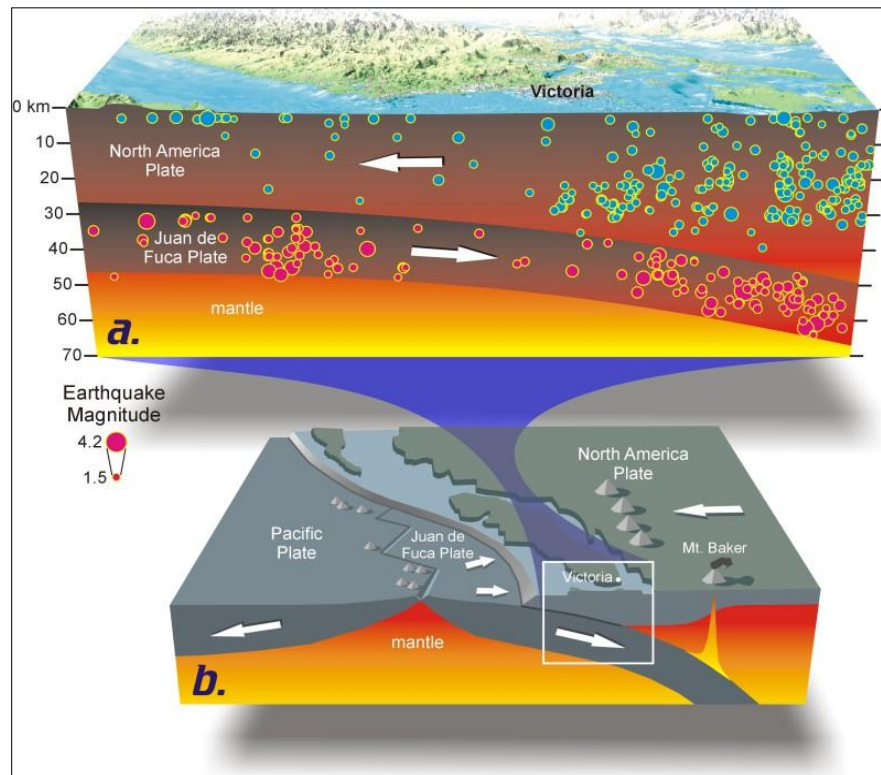 Victoria
0 km
10
North America
Plate
20
30
Juan de
Fuca Plate
40
50
mantle
60
a.
70
Earthquake
Magnitude
4.2
1.5
North America
Plate
Pacific
Plate
Juan de
Fuca Plate
Mt. Baker
Victoria
mantle
b.